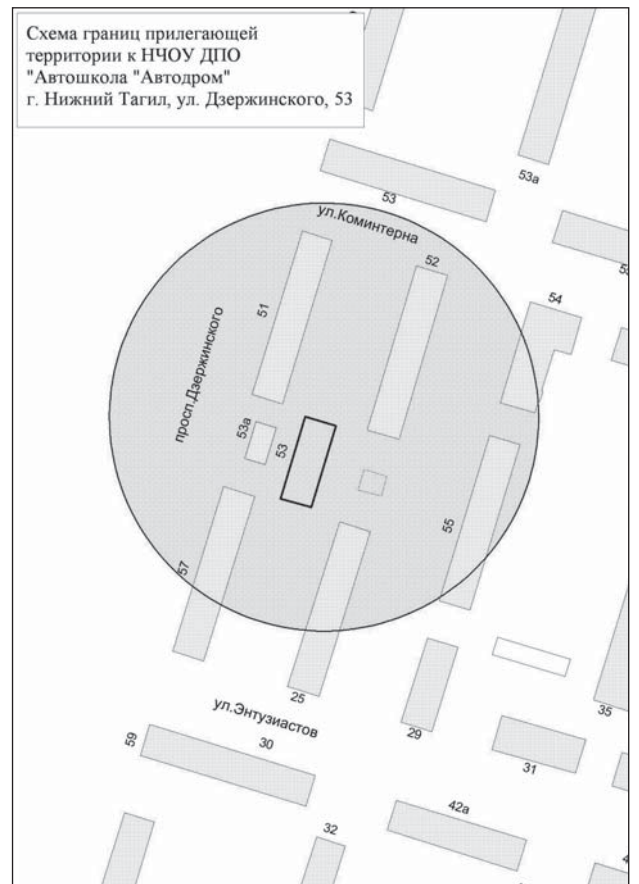 Схема границ прилегающей
территории к НЧОУ ДПО
"Автошкола "Автодром"
г. Нижний Тагил, ул. Дзержинского, 53
53а
53
ул.Коминтерна
52
54
51
просп.Дзержинского
53а
53
55
57
25
35
ул.Энтузиастов
29
59
30
31
42а
32